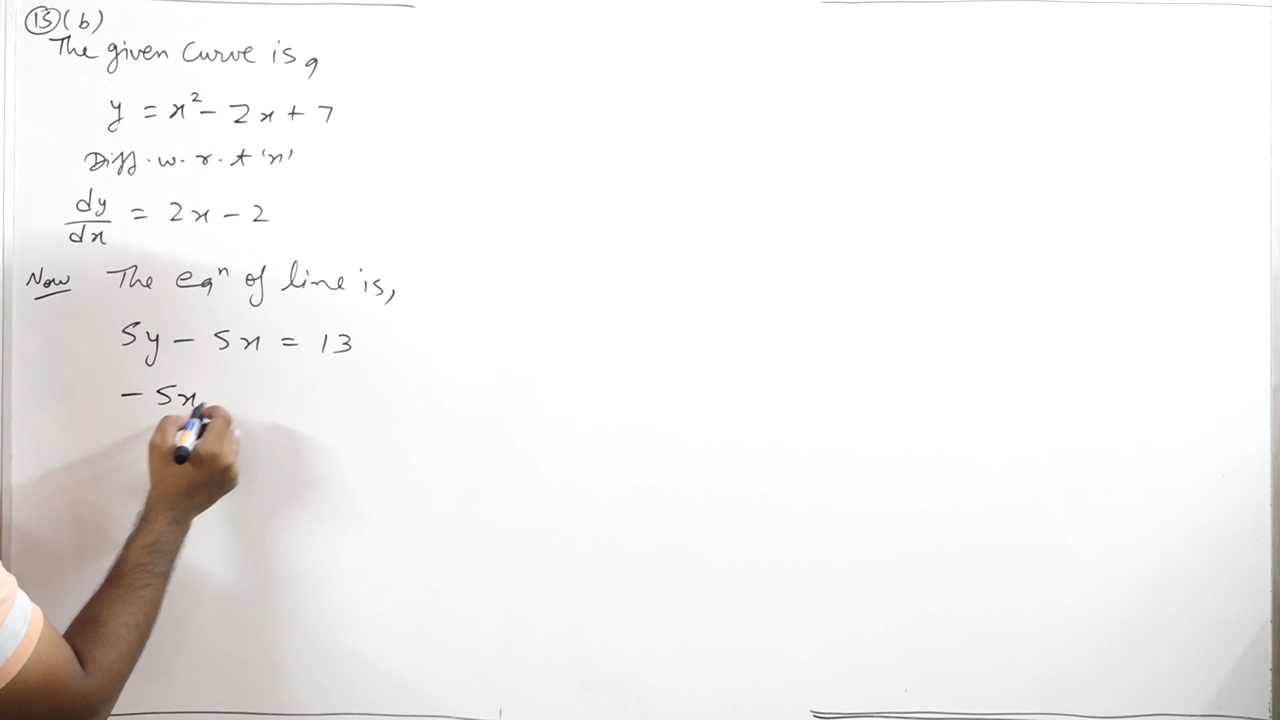 15 (b)
The given Curve is,
y = x² - 2x + 7
Diff. w. r. t 'x'
dy/dx = 2x - 2
Now The eqⁿ of line is,
5y - 5x = 13
- 5x